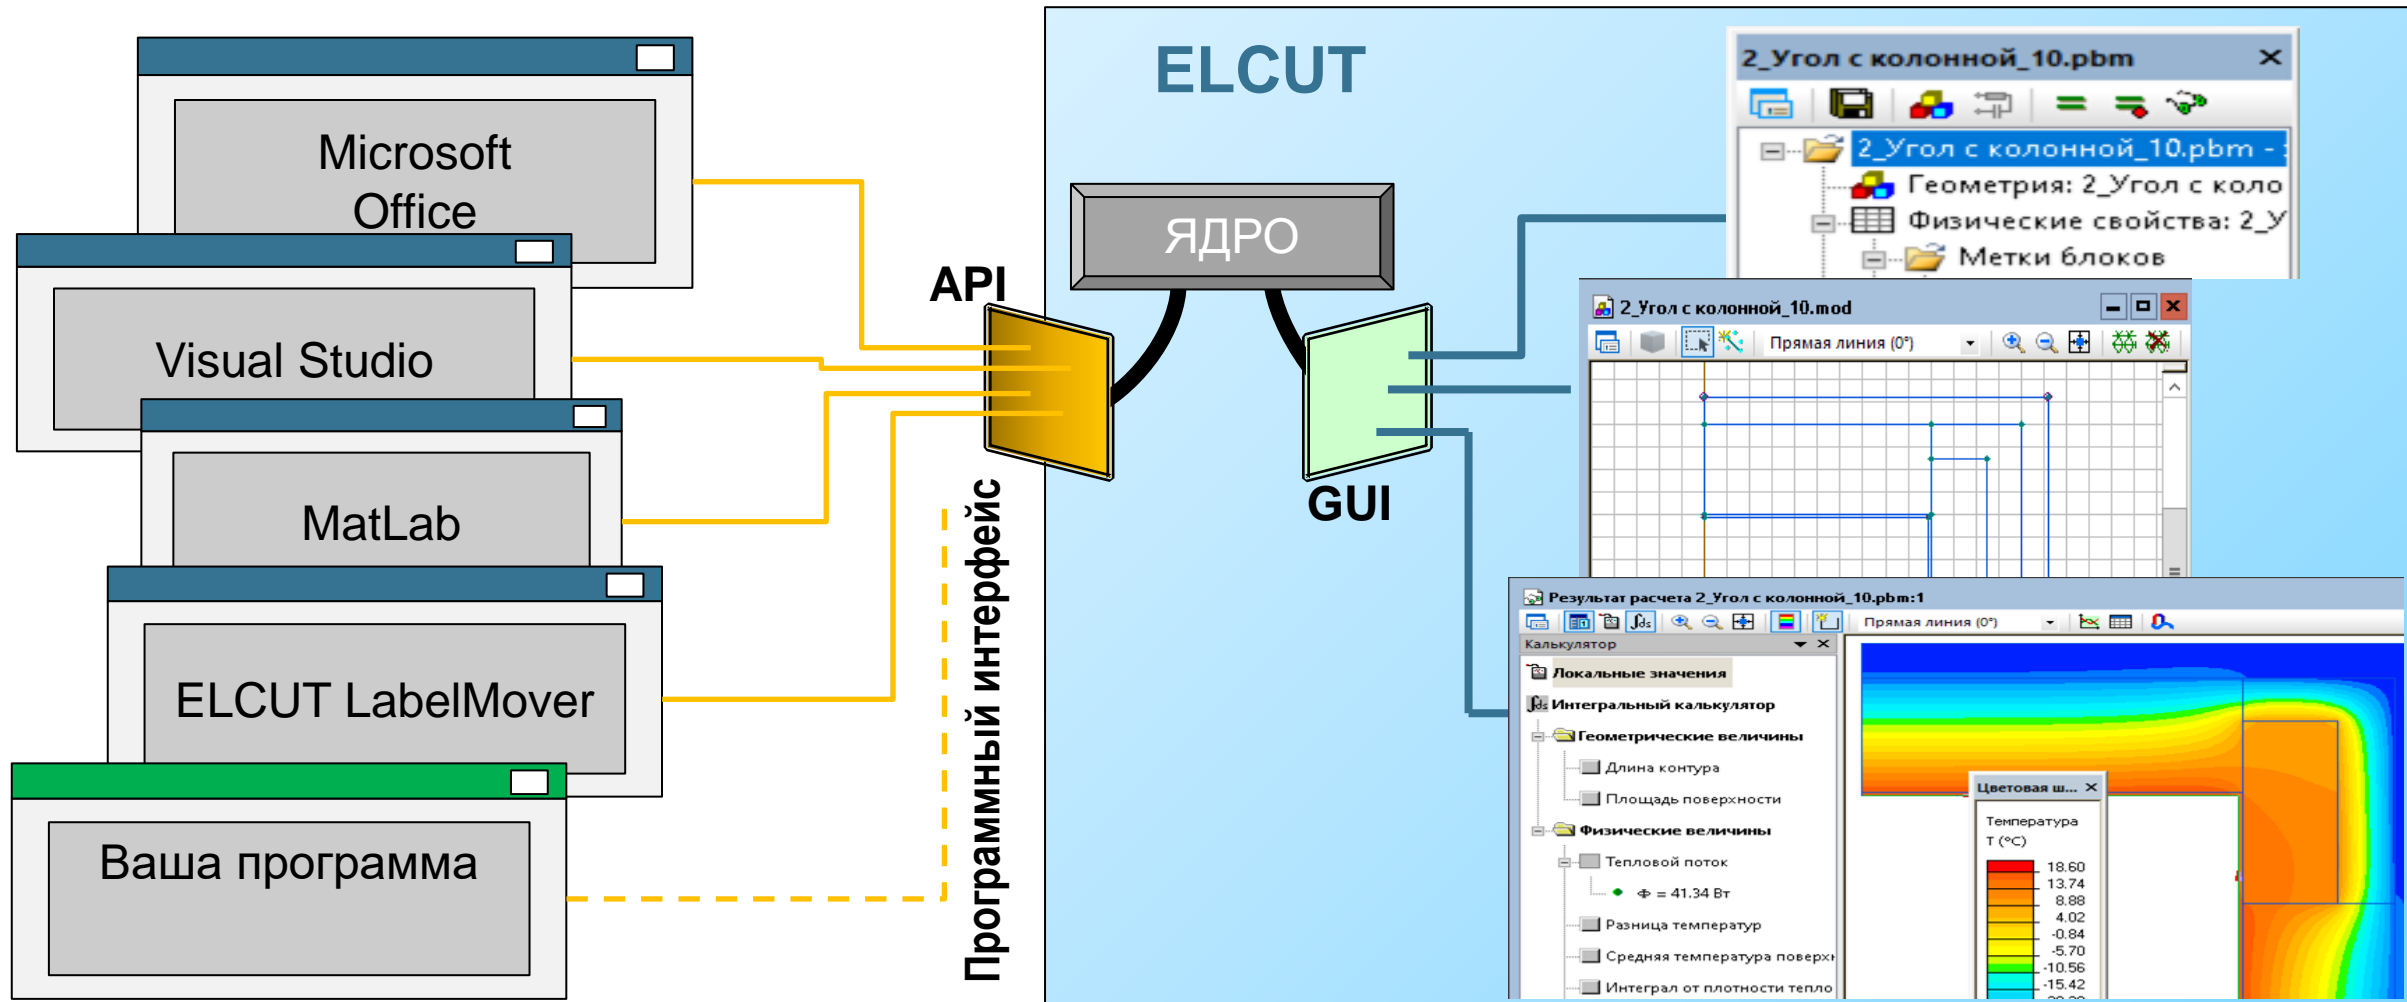 Microsoft
Office
Visual Studio
MatLab
ELCUT LabelMover
Ваша программа
API
Программный интерфейс
ELCUT
ЯДРО
GUI
2_Угол с колонной_10.pbm
2_Угол с колонной_10.pbm -
Геометрия: 2_Угол с коло
Физические свойства: 2_У
Метки блоков
2_Угол с колонной_10.mod
Прямая линия (0°)
Результат расчета 2_Угол с колонной_10.pbm:1
Прямая линия (0°)
Калькулятор
Локальные значения
Интегральный калькулятор
Геометрические величины
Длина контура
Площадь поверхности
Физические величины
Тепловой поток
Ф = 41.34 Вт
Разница температур
Средняя температура поверхн
Интеграл от плотности тепло
Цветовая ш...
Температура
T (°C)
18.60
13.74
8.88
4.02
-0.84
-5.70
-10.56
-15.42